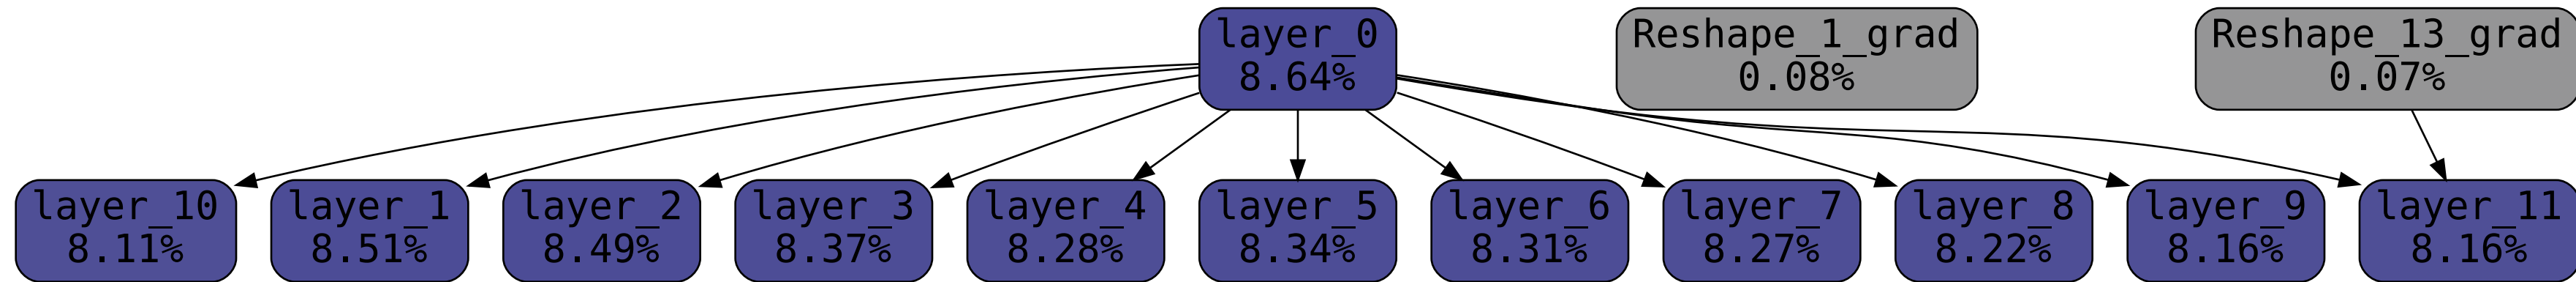 layer_0
8.64%
Reshape_1_grad
0.08%
Reshape_13_grad
0.07%
layer_10
8.11%
layer_1
8.51%
layer_2
8.49%
layer_3
8.37%
layer_4
8.28%
layer_5
8.34%
layer_6
8.31%
layer_7
8.27%
layer_8
8.22%
layer_9
8.16%
layer_11
8.16%